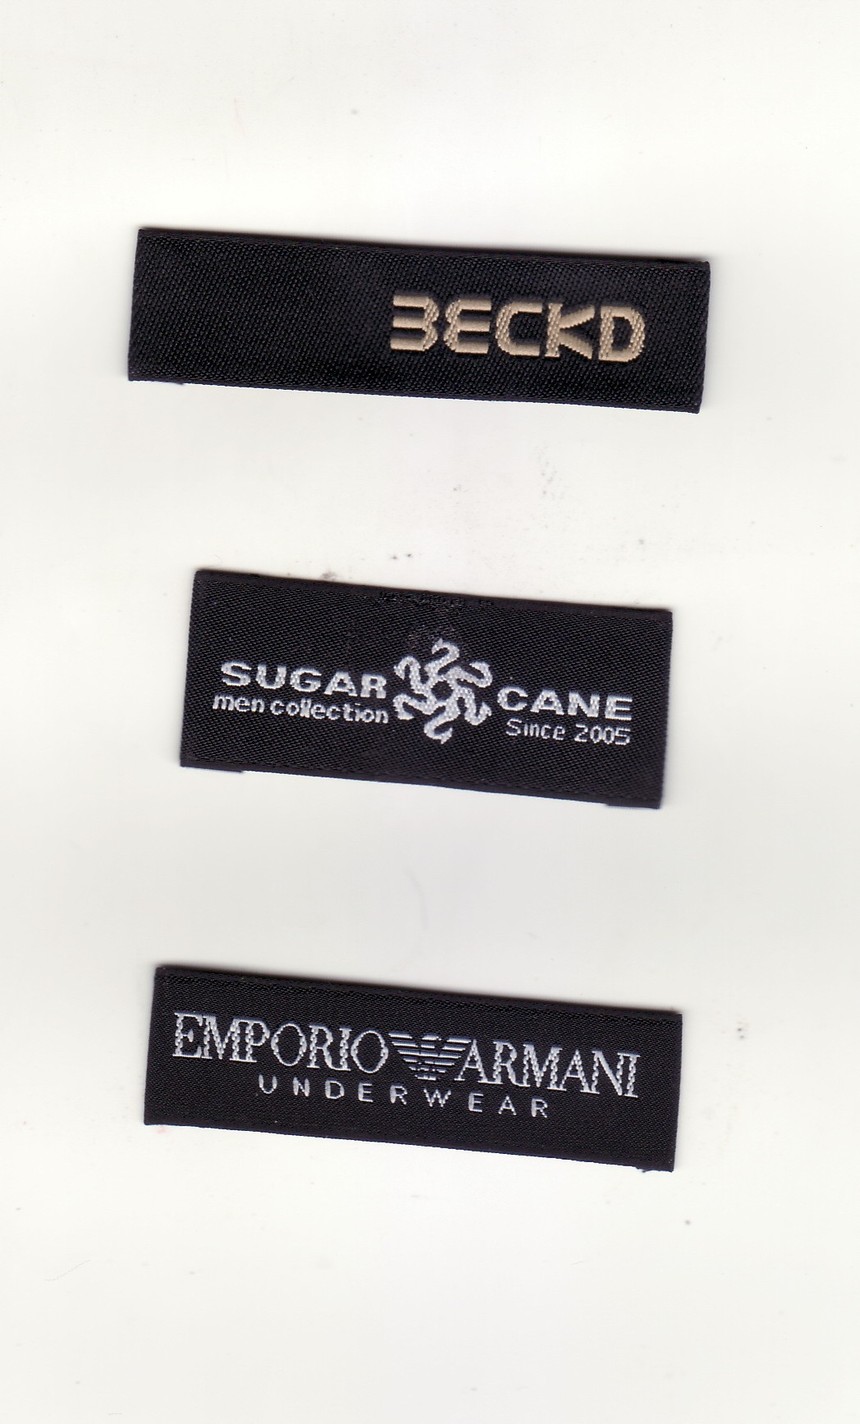 BECKD
SUGAR CANE
men collection Since 2005
EMPORIO ARMANI
UNDERWEAR